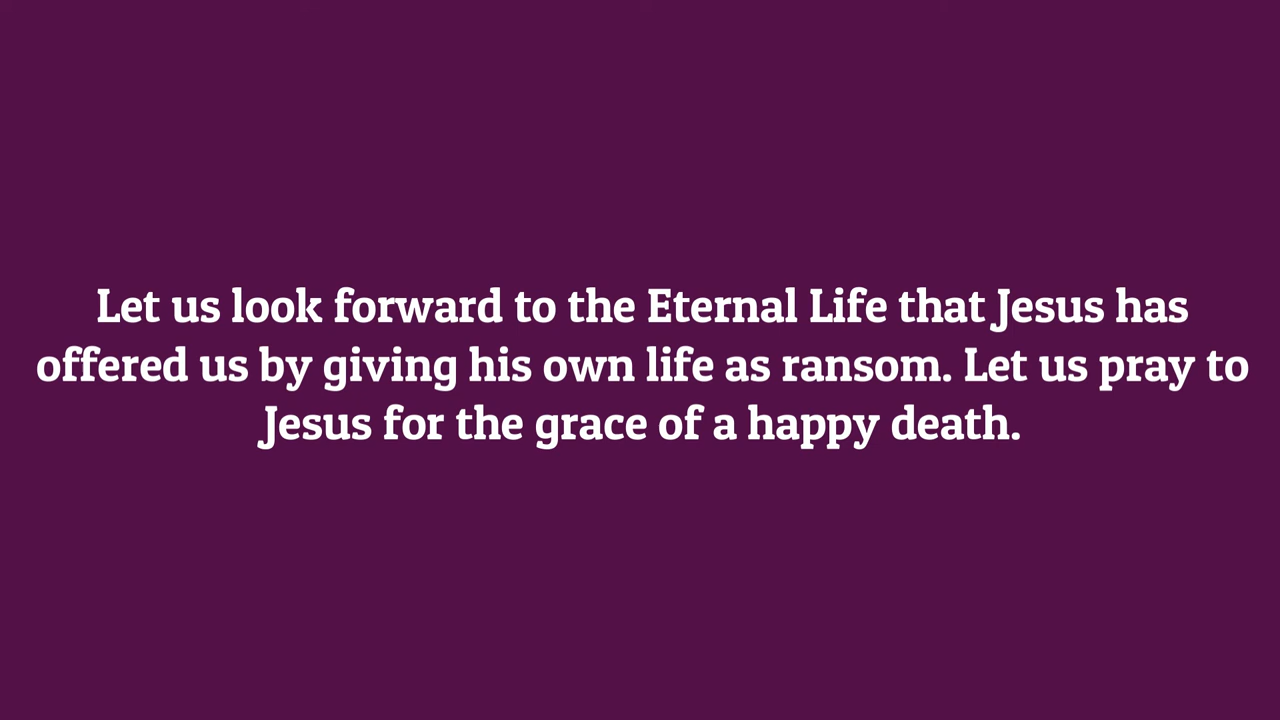 Let us look forward to the Eternal Life that Jesus has
offered us by giving his own life as ransom. Let us pray to
Jesus for the grace of a happy death.